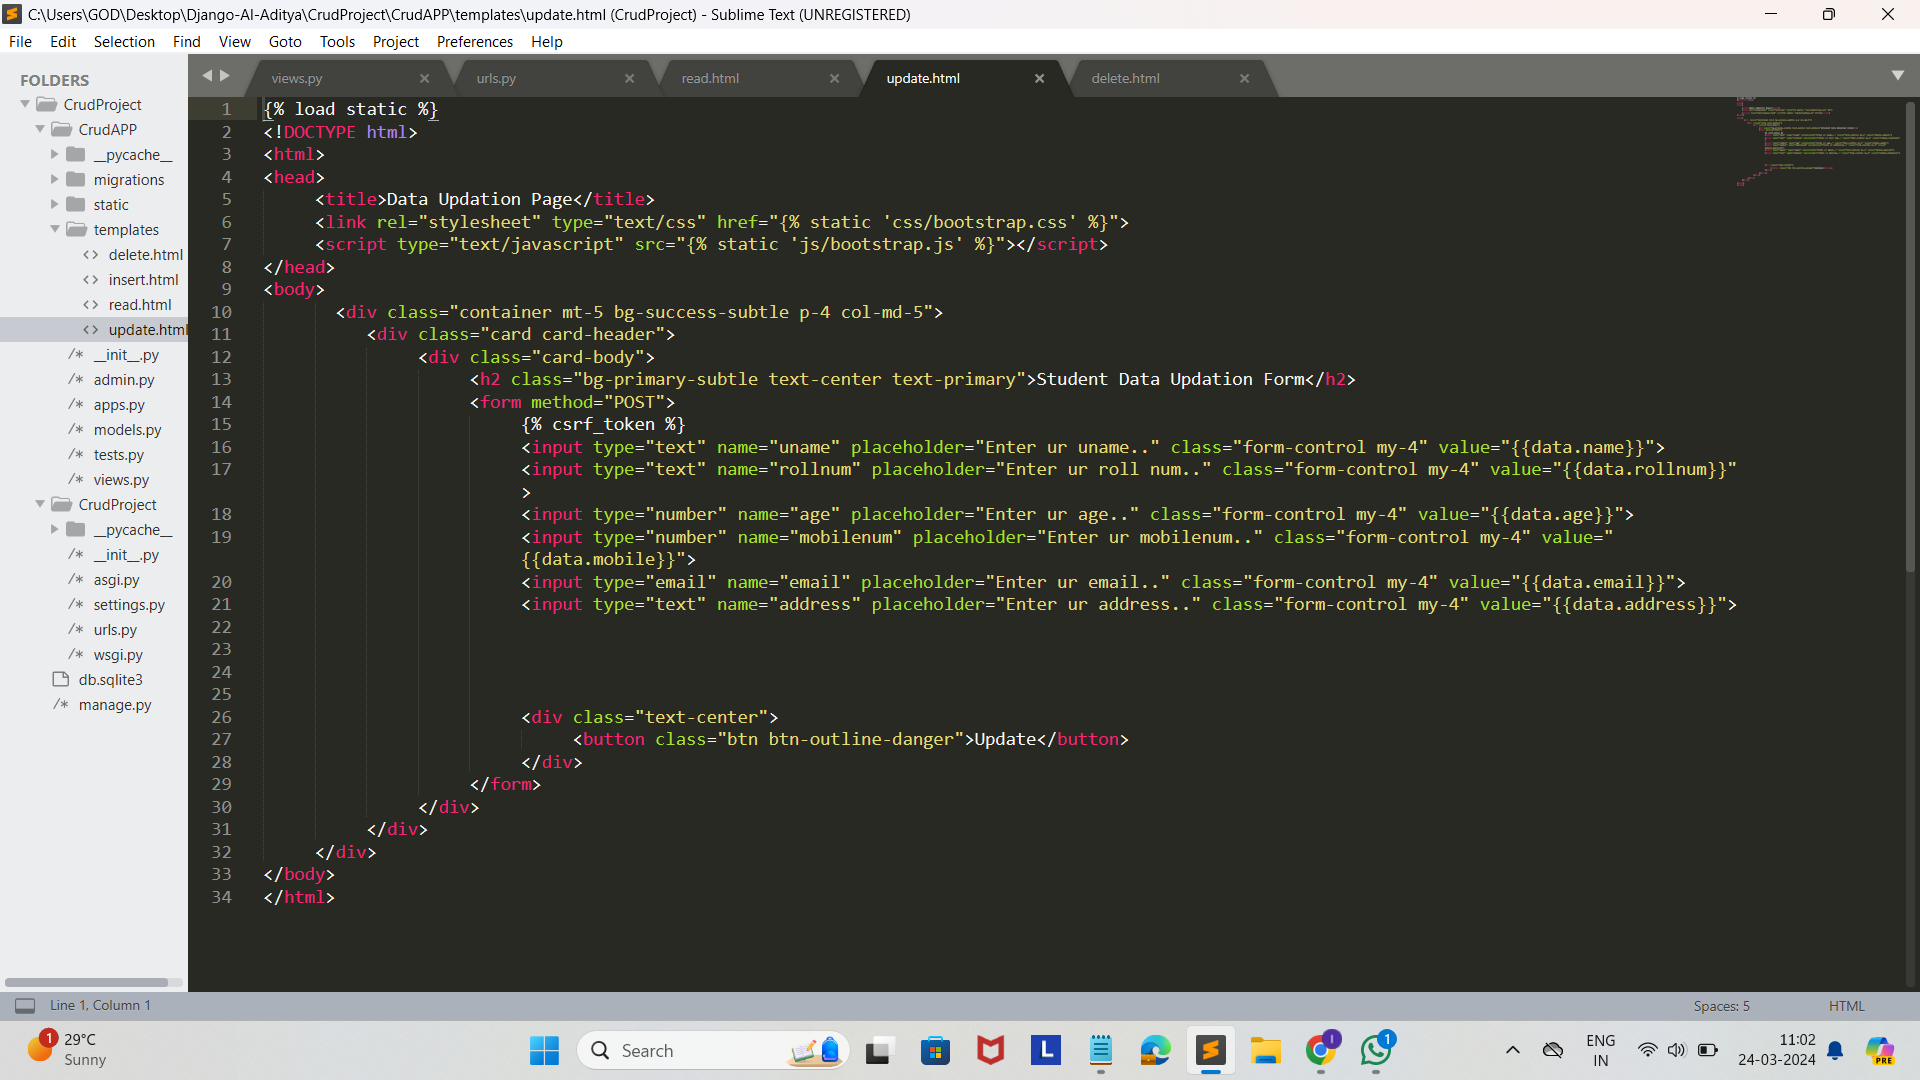 C:\Users\GOD\Desktop\Django-AI-Aditya\CrudProject\CrudAPP\templates\update.html (CrudProject) - Sublime Text (UNREGISTERED)
File Edit Selection Find View Goto Tools Project Preferences Help
FOLDERS
CrudProject
CrudAPP
__pycache__
migrations
static
templates
<> delete.html
<> insert.html
<> read.html
<> update.html
/* __init__.py
/* admin.py
/* apps.py
/* models.py
/* tests.py
/* views.py
CrudProject
__pycache__
/* __init__.py
/* asgi.py
/* settings.py
/* urls.py
/* wsgi.py
db.sqlite3
/* manage.py
views.py urls.py read.html update.html delete.html
1 {% load static %}
2 <!DOCTYPE html>
3 <html>
4 <head>
5 <title>Data Updation Page</title>
6 <link rel="stylesheet" type="text/css" href="{% static 'css/bootstrap.css' %}">
7 <script type="text/javascript" src="{% static 'js/bootstrap.js' %}"></script>
8 </head>
9 <body>
10 <div class="container mt-5 bg-success-subtle p-4 col-md-5">
11 <div class="card card-header">
12 <div class="card-body">
13 <h2 class="bg-primary-subtle text-center text-primary">Student Data Updation Form</h2>
14 <form method="POST">
15 {% csrf_token %}
16 <input type="text" name="uname" placeholder="Enter ur uname.." class="form-control my-4" value="{{data.name}}">
17 <input type="text" name="rollnum" placeholder="Enter ur roll num.." class="form-control my-4" value="{{data.rollnum}}"
>
18 <input type="number" name="age" placeholder="Enter ur age.." class="form-control my-4" value="{{data.age}}">
19 <input type="number" name="mobilenum" placeholder="Enter ur mobilenum.." class="form-control my-4" value="
{{data.mobile}}">
20 <input type="email" name="email" placeholder="Enter ur email.." class="form-control my-4" value="{{data.email}}">
21 <input type="text" name="address" placeholder="Enter ur address.." class="form-control my-4" value="{{data.address}}">
22
23
24
25
26 <div class="text-center">
27 <button class="btn btn-outline-danger">Update</button>
28 </div>
29 </form>
30 </div>
31 </div>
32 </div>
33 </body>
34 </html>
Line 1, Column 1
Spaces: 5
HTML
1
29°C
Sunny
Search
L
I
1
ENG
IN
11:02
24-03-2024
PRE